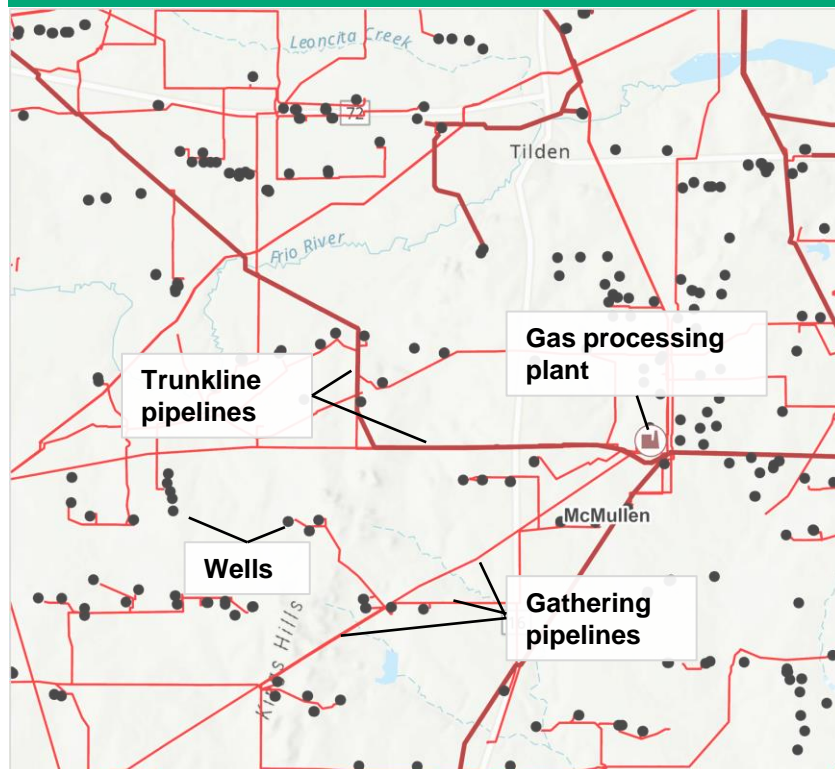 Leoncita Creek
72
Tilden
Frio River
Gas processing
plant
Trunkline
pipelines
McMullen
Wells
Gathering
pipelines